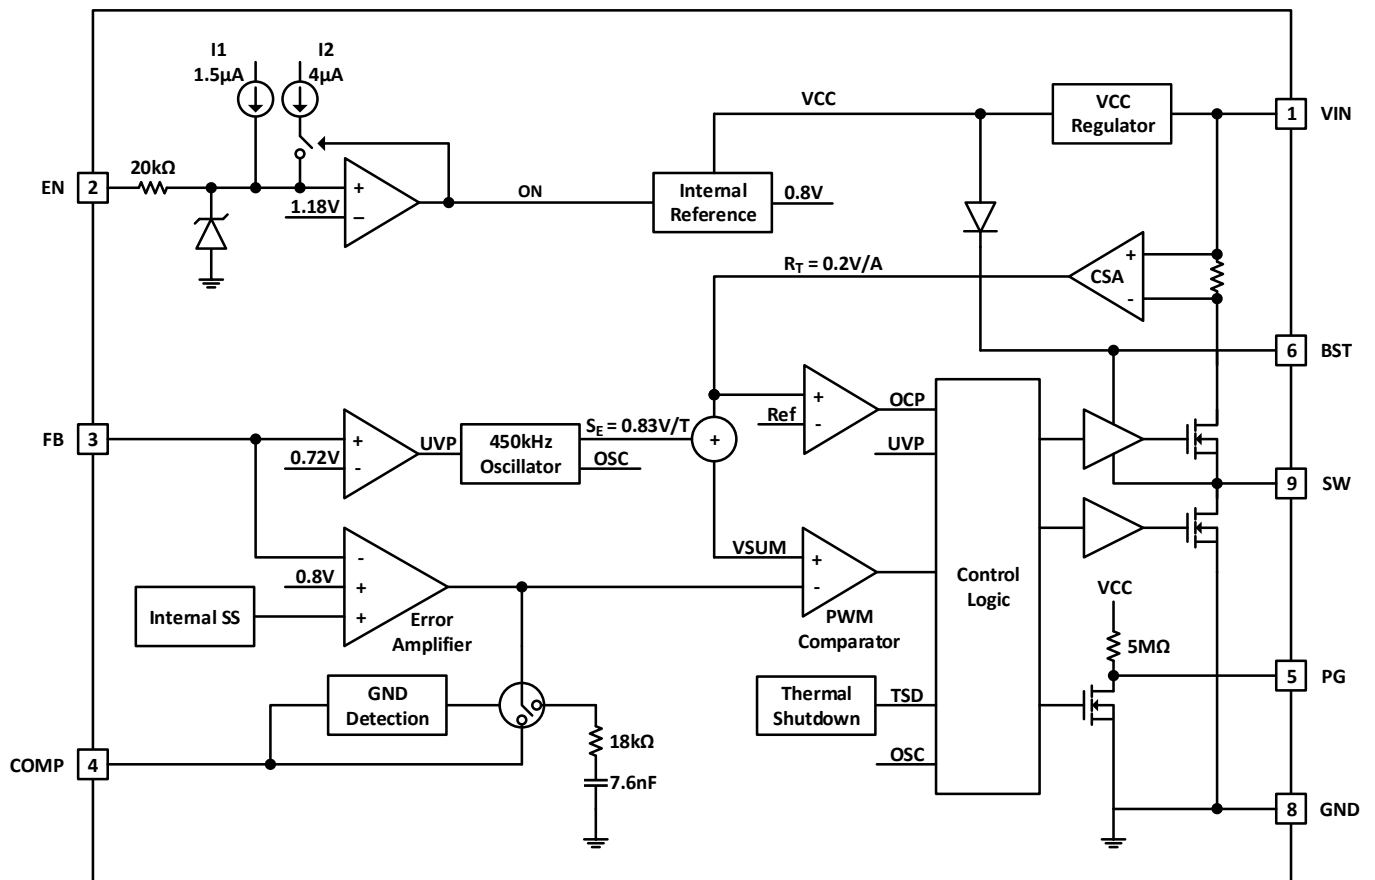 I1
1.5µA
I2
4µA
VCC
VCC
Regulator
1
VIN
EN
2
20kΩ
+
1.18V
–
ON
Internal
Reference
0.8V
RT = 0.2V/A
CSA
+
-
6
BST
FB
3
+
0.72V
-
UVP
450kHz
Oscillator
SE = 0.83V/T
OSC
+
+
Ref
-
OCP
UVP
9
SW
-
0.8V
+
+
Internal SS
Error
Amplifier
VSUM
+
-
PWM
Comparator
Control
Logic
VCC
5MΩ
5
PG
GND
Detection
Thermal
Shutdown
TSD
OSC
COMP
4
18kΩ
7.6nF
8
GND